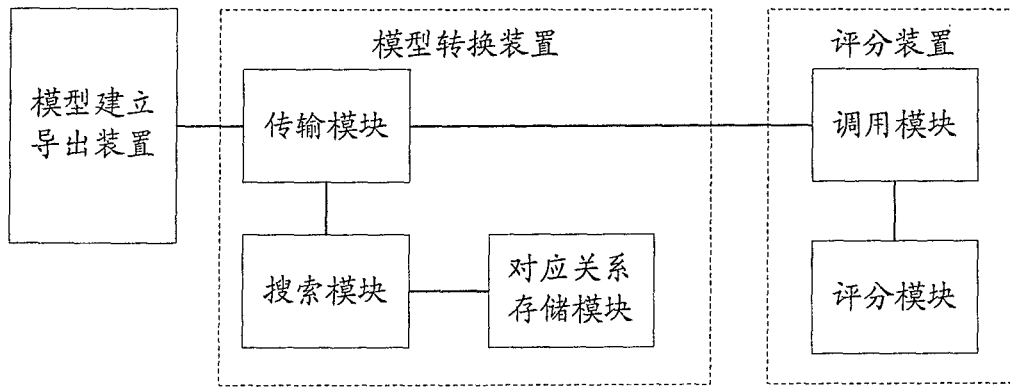 模型建立
导出装置
模型转换装置
传输模块
搜索模块
对应关系
存储模块
评分装置
调用模块
评分模块